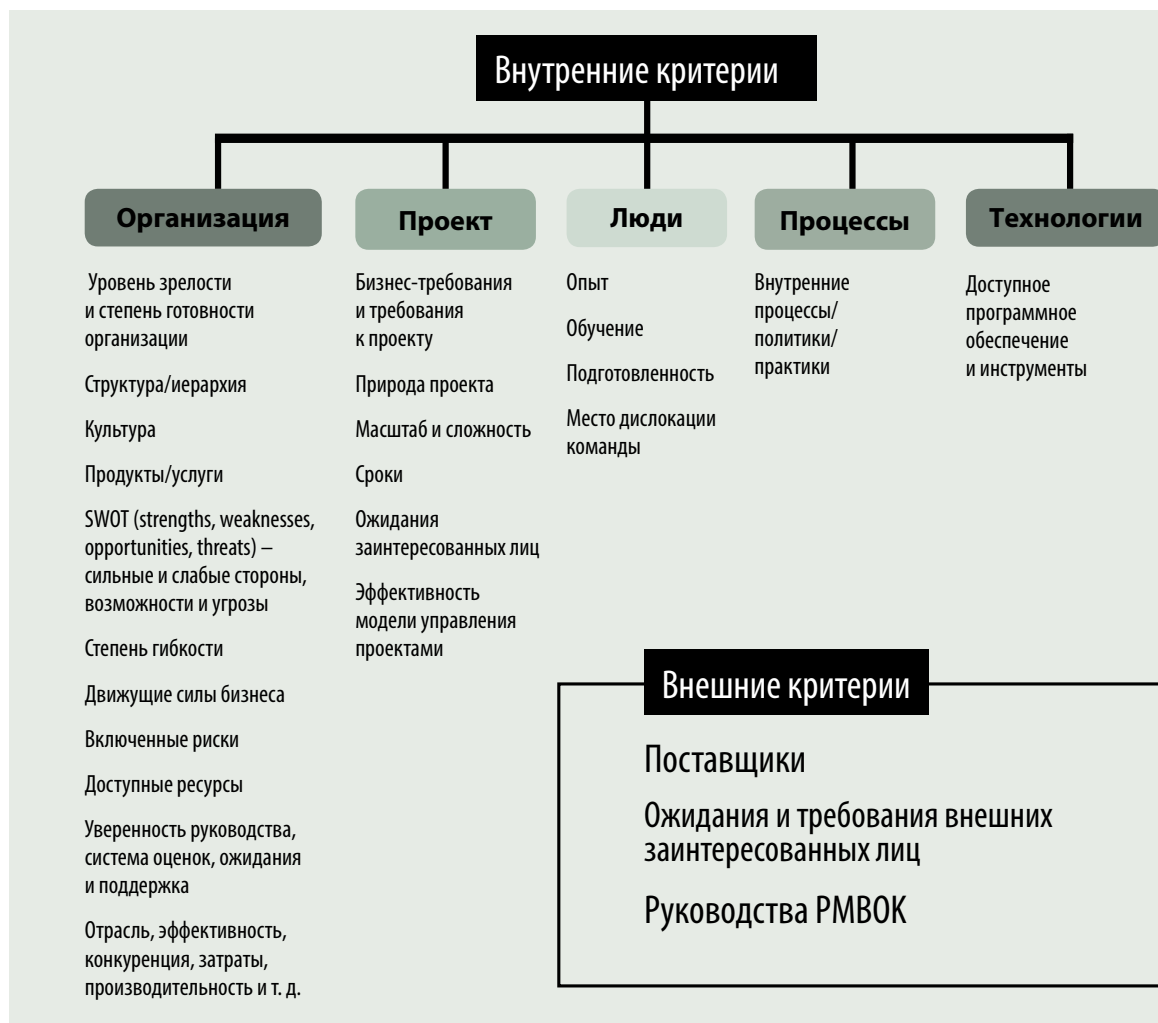 Внутренние критерии
Организация
Уровень зрелости
и степень готовности
организации
Структура/иерархия
Культура
Продукты/услуги
SWOT (strengths, weaknesses,
opportunities, threats) –
сильные и слабые стороны,
возможности и угрозы
Степень гибкости
Движущие силы бизнеса
Включенные риски
Доступные ресурсы
Уверенность руководства,
система оценок, ожидания
и поддержка
Отрасль, эффективность,
конкуренция, затраты,
производительность и т. д.
Проект
Бизнес-требования
и требования
к проекту
Природа проекта
Масштаб и сложность
Сроки
Ожидания
заинтересованных лиц
Эффективность
модели управления
проектами
Люди
Опыт
Обучение
Подготовленность
Место дислокации
команды
Процессы
Внутренние
процессы/
политики/
практики
Технологии
Доступное
программное
обеспечение
и инструменты
Внешние критерии
Поставщики
Ожидания и требования внешних
заинтересованных лиц
Руководства PMBOK